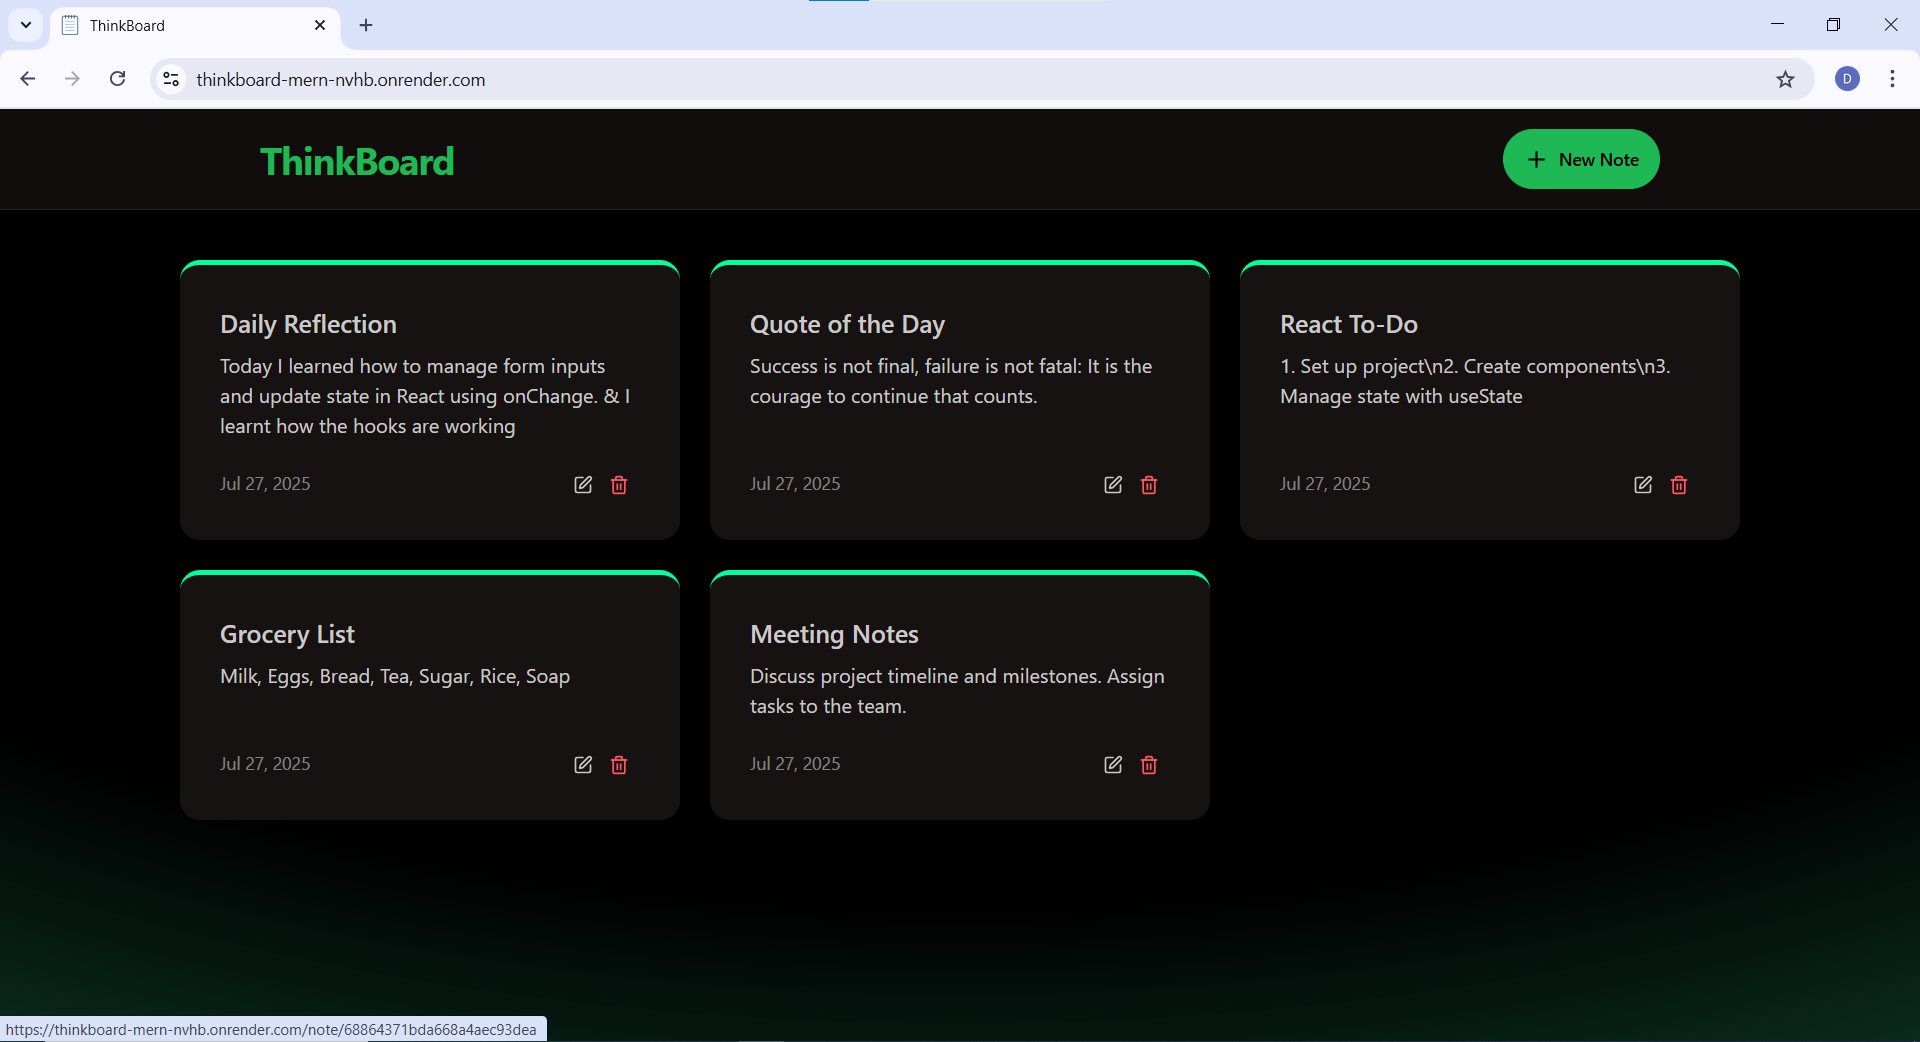 ThinkBoard
thinkboard-mern-nvhb.onrender.com
D
ThinkBoard
New Note
Daily Reflection
Today I learned how to manage form inputs
and update state in React using onChange. & I
learnt how the hooks are working
Jul 27, 2025
Quote of the Day
Success is not final, failure is not fatal: It is the
courage to continue that counts.
Jul 27, 2025
React To-Do
1. Set up project\n2. Create components\n3.
Manage state with useState
Jul 27, 2025
Grocery List
Milk, Eggs, Bread, Tea, Sugar, Rice, Soap
Jul 27, 2025
Meeting Notes
Discuss project timeline and milestones. Assign
tasks to the team.
Jul 27, 2025
https://thinkboard-mern-nvhb.onrender.com/note/68864371bda668a4aec93dea